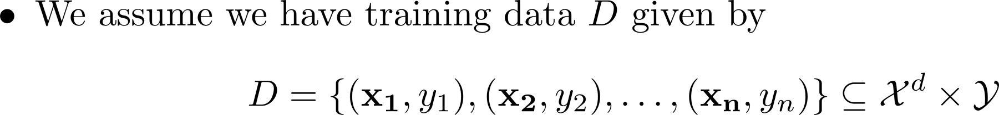 • We assume we have training data D given by
D = {(x₁, y₁), (x₂, y₂), . . . , (xₙ, yₙ)} ⊆ 𝒳ᵈ × 𝒴